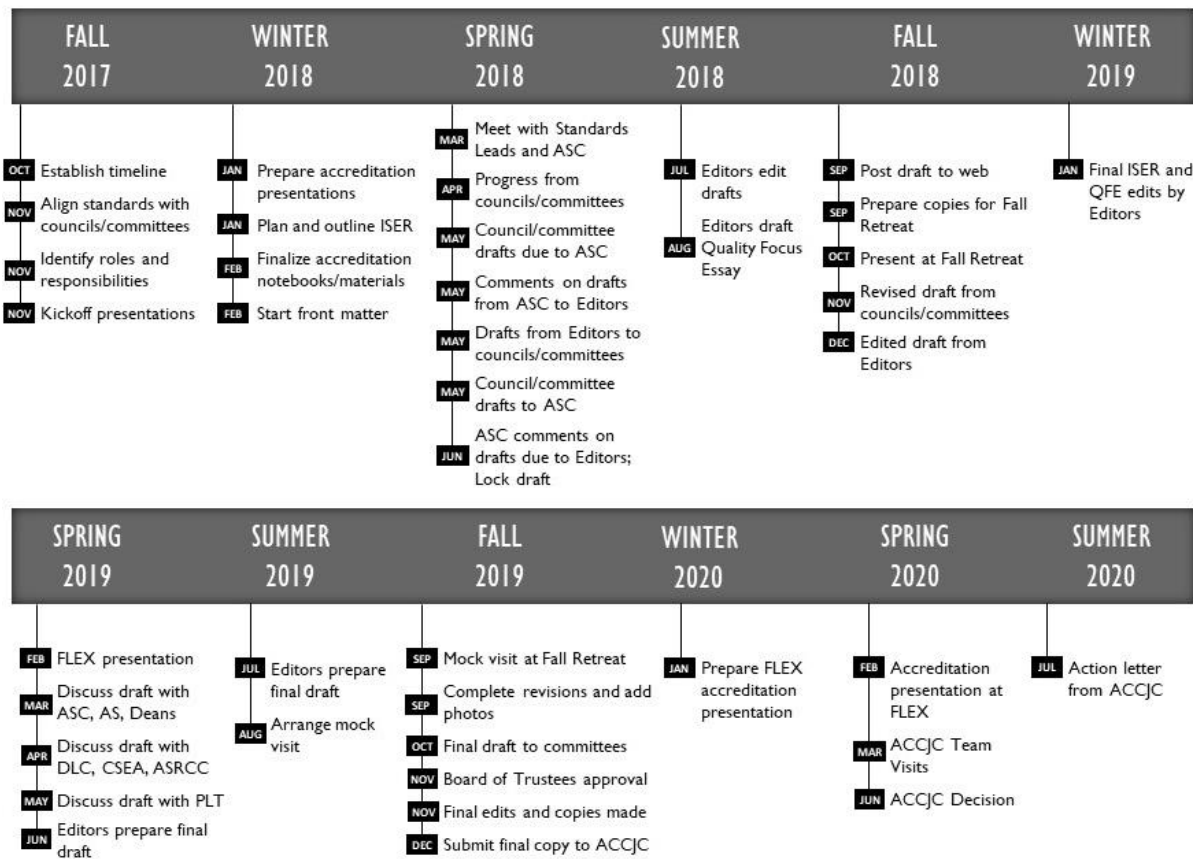 FALL
2017
WINTER
2018
SPRING
2018
SUMMER
2018
FALL
2018
WINTER
2019
OCT Establish timeline
NOV Align standards with
councils/committees
NOV Identify roles and
responsibilities
NOV Kickoff presentations
JAN Prepare accreditation
presentations
JAN Plan and outline ISER
FEB Finalize accreditation
notebooks/materials
FEB Start front matter
MAR Meet with Standards
Leads and ASC
APR Progress from
councils/committees
MAY Council/committee
drafts due to ASC
MAY Comments on drafts
from ASC to Editors
MAY Drafts from Editors to
councils/committees
MAY Council/committee
drafts to ASC
JUN ASC comments on
drafts due to Editors;
Lock draft
JUL Editors edit
drafts
AUG Editors draft
Quality Focus
Essay
SEP Post draft to web
SEP Prepare copies for Fall
Retreat
OCT Present at Fall Retreat
NOV Revised draft from
councils/committees
DEC Edited draft from
Editors
JAN Final ISER and
QFE edits by
Editors
SPRING
2019
SUMMER
2019
FALL
2019
WINTER
2020
SPRING
2020
SUMMER
2020
FEB FLEX presentation
MAR Discuss draft with
ASC, AS, Deans
APR Discuss draft with
DLC, CSEA, ASRCC
MAY Discuss draft with PLT
JUN Editors prepare final
draft
JUL Editors prepare
final draft
AUG Arrange mock
visit
SEP Mock visit at Fall Retreat
SEP Complete revisions and add
photos
OCT Final draft to committees
NOV Board of Trustees approval
NOV Final edits and copies made
DEC Submit final copy to ACCJC
JAN Prepare FLEX
accreditation
presentation
FEB Accreditation
presentation at
FLEX
MAR ACCJC Team
Visits
JUN ACCJC Decision
JUL Action letter
from ACCJC